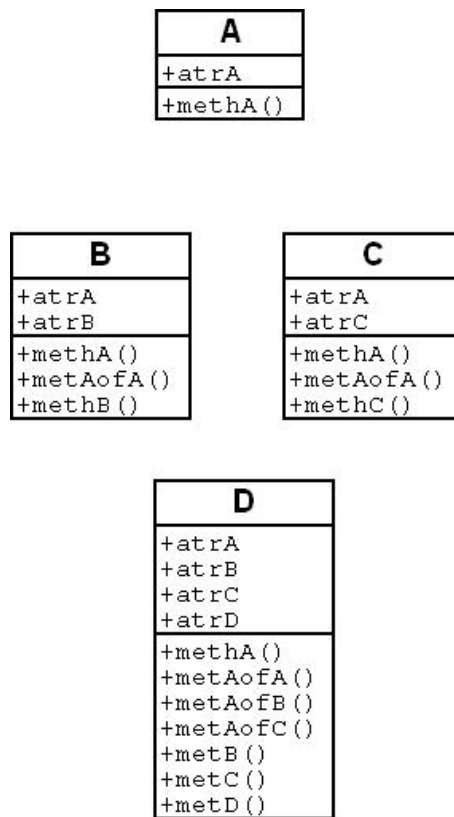 A
+atrA
+methA()
B
+atrA
+atrB
+methA()
+metAofA()
+methB()
C
+atrA
+atrC
+methA()
+metAofA()
+methC()
D
+atrA
+atrB
+atrC
+atrD
+methA()
+metAofA()
+metAofB()
+metAofC()
+metB()
+metC()
+metD()